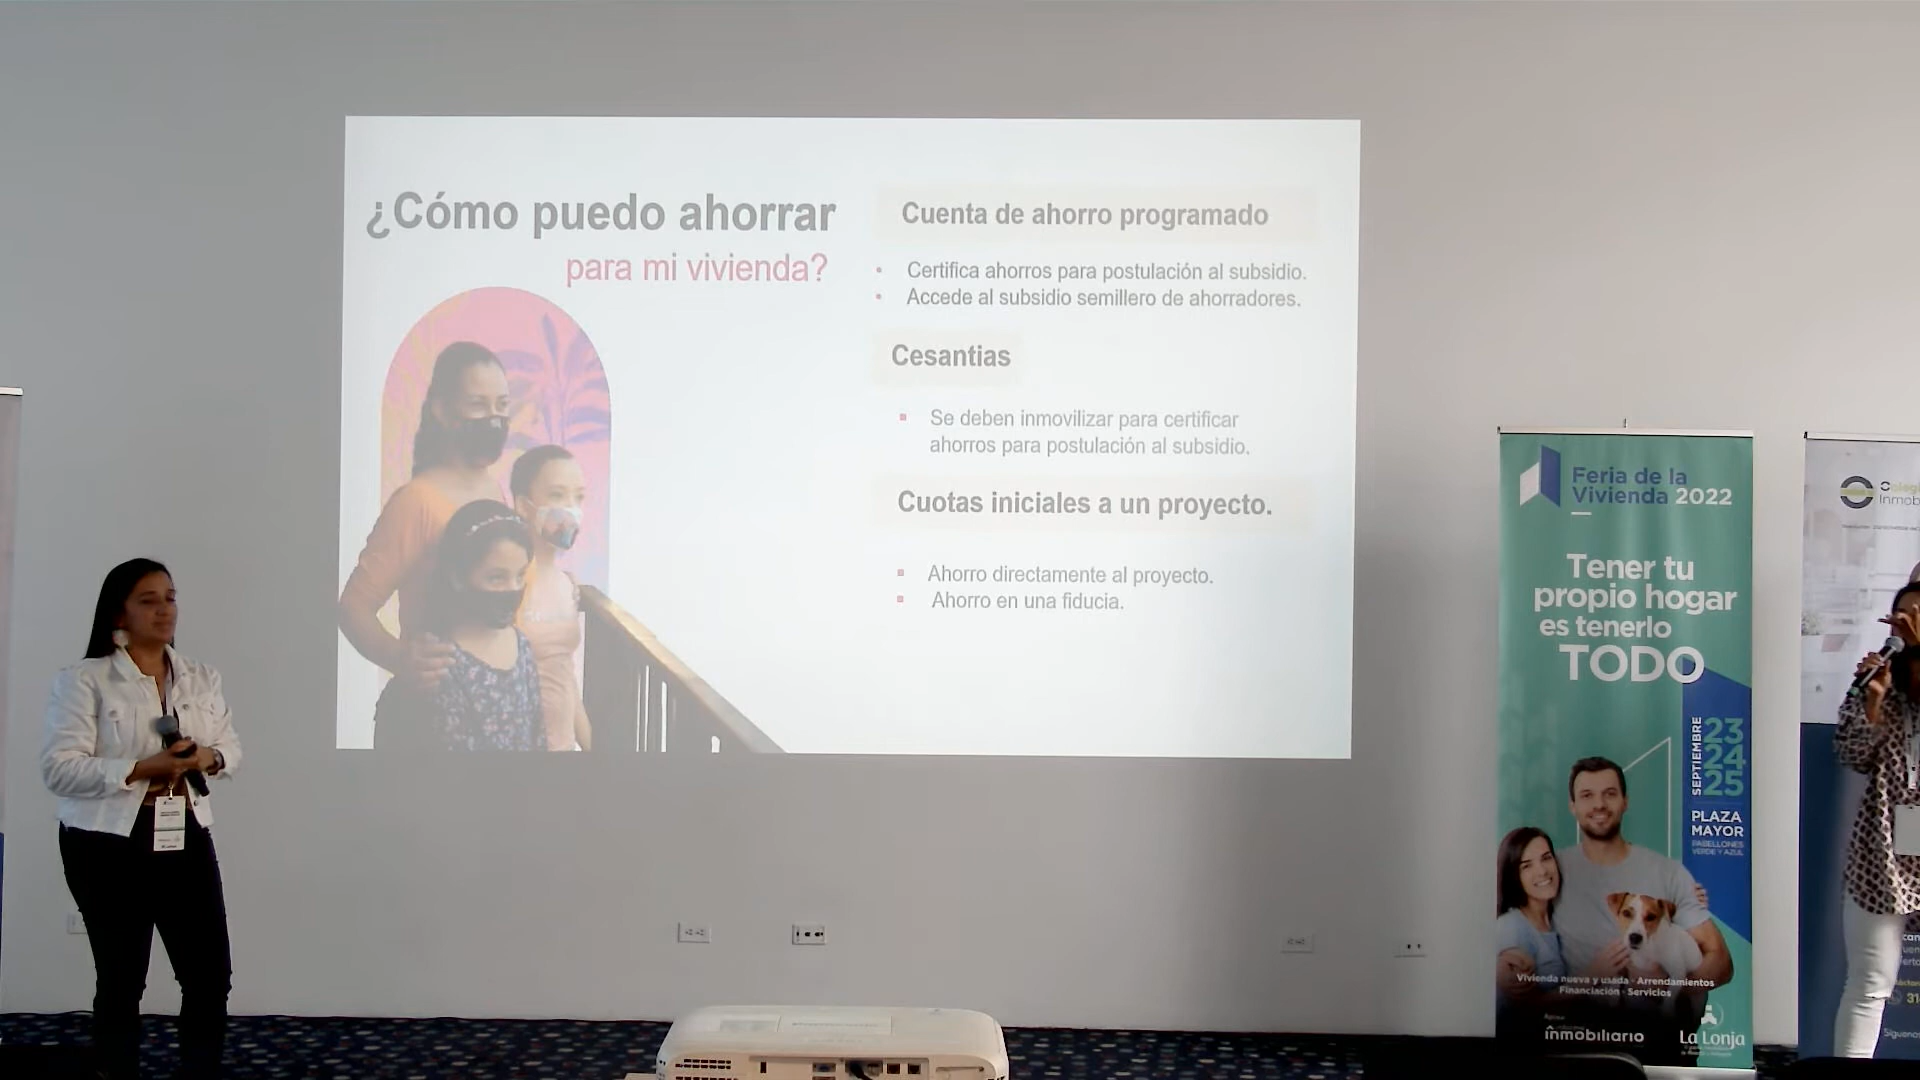 ¿Cómo puedo ahorrar
para mi vivienda?
Cuenta de ahorro programado
• Certifica ahorros para postulación al subsidio.
• Accede al subsidio semillero de ahorradores.
Cesantias
▪ Se deben inmovilizar para certificar
ahorros para postulación al subsidio.
Cuotas iniciales a un proyecto.
▪ Ahorro directamente al proyecto.
▪ Ahorro en una fiducia.
Feria de la
Vivienda 2022
Tener tu
propio hogar
es tenerlo
TODO
SEPTIEMBRE
23
24
25
PLAZA
MAYOR
PABELLONES
VERDE Y AZUL
Vivienda nueva y usada - Arrendamientos
Financiación - Servicios
inmobiliario
La Lonja
Inmob
31
Síguenos